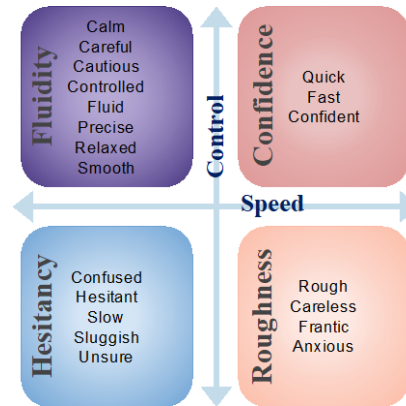 Fluidity
Calm
Careful
Cautious
Controlled
Fluid
Precise
Relaxed
Smooth
Confidence
Quick
Fast
Confident
Control
Speed
Hesitancy
Confused
Hesitant
Slow
Sluggish
Unsure
Roughness
Rough
Careless
Frantic
Anxious